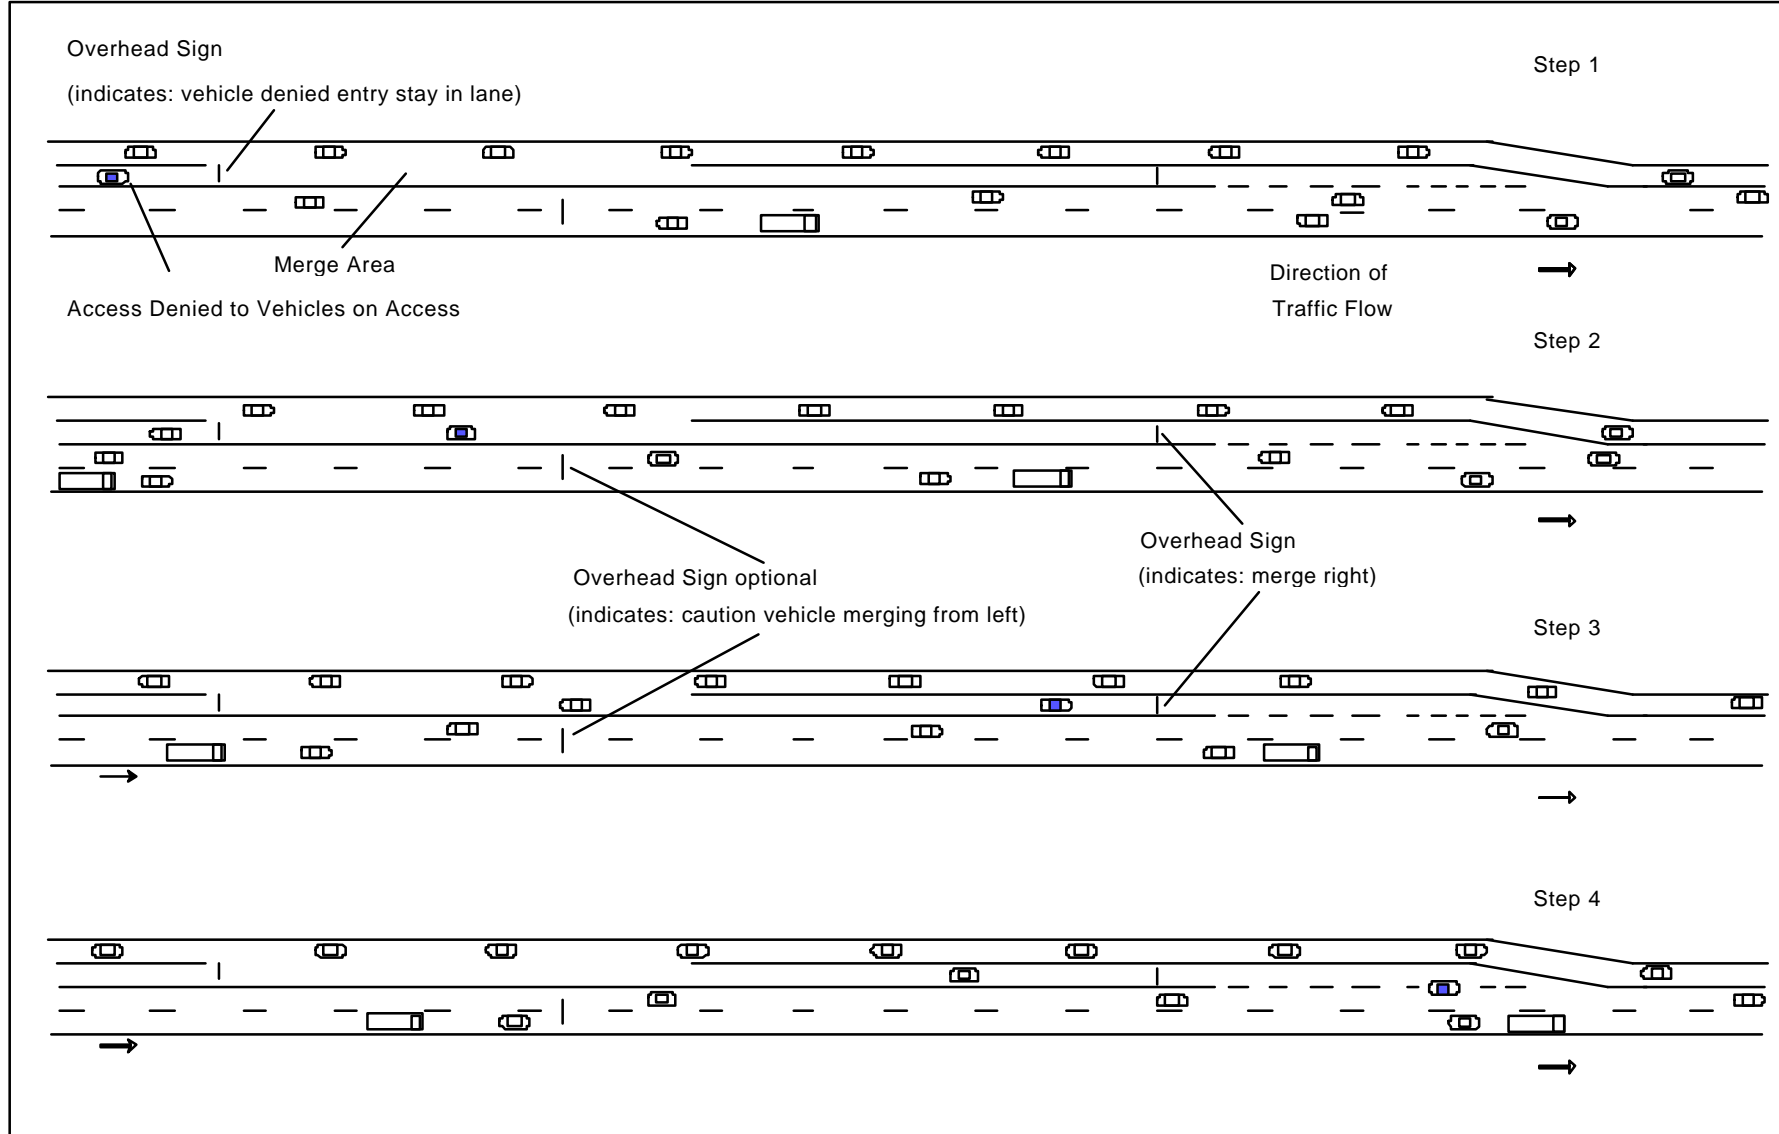 Overhead Sign
(indicates: vehicle denied entry stay in lane)
Step 1
Merge Area
Access Denied to Vehicles on Access
Direction of
Traffic Flow
Step 2
Overhead Sign optional
(indicates: caution vehicle merging from left)
Overhead Sign
(indicates: merge right)
Step 3
Step 4